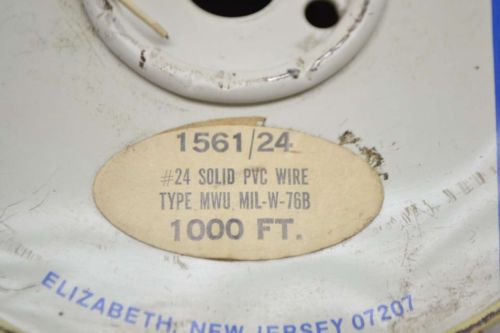 1561/24
#24 SOLID PVC WIRE
TYPE MWU MIL-W-76B
1000 FT.
ELIZABETH, NEW JERSEY 07207